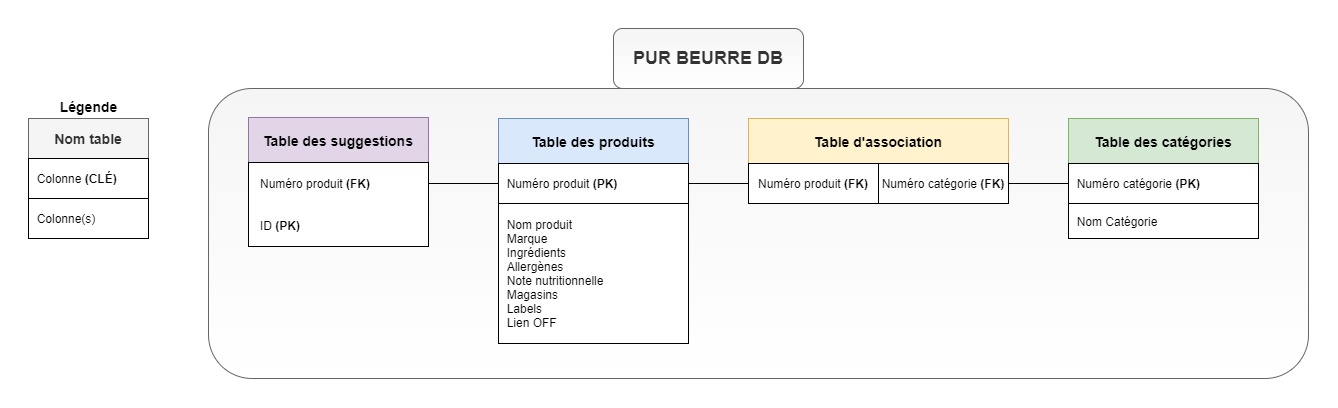 PUR BEURRE DB
Légende
Nom table
Colonne (CLÉ)
Colonne(s)
Table des suggestions
Numéro produit (FK)
ID (PK)
Table des produits
Numéro produit (PK)
Nom produit
Marque
Ingrédients
Allergènes
Note nutritionnelle
Magasins
Labels
Lien OFF
Table d'association
Numéro produit (FK)
Numéro catégorie (FK)
Table des catégories
Numéro catégorie (PK)
Nom Catégorie